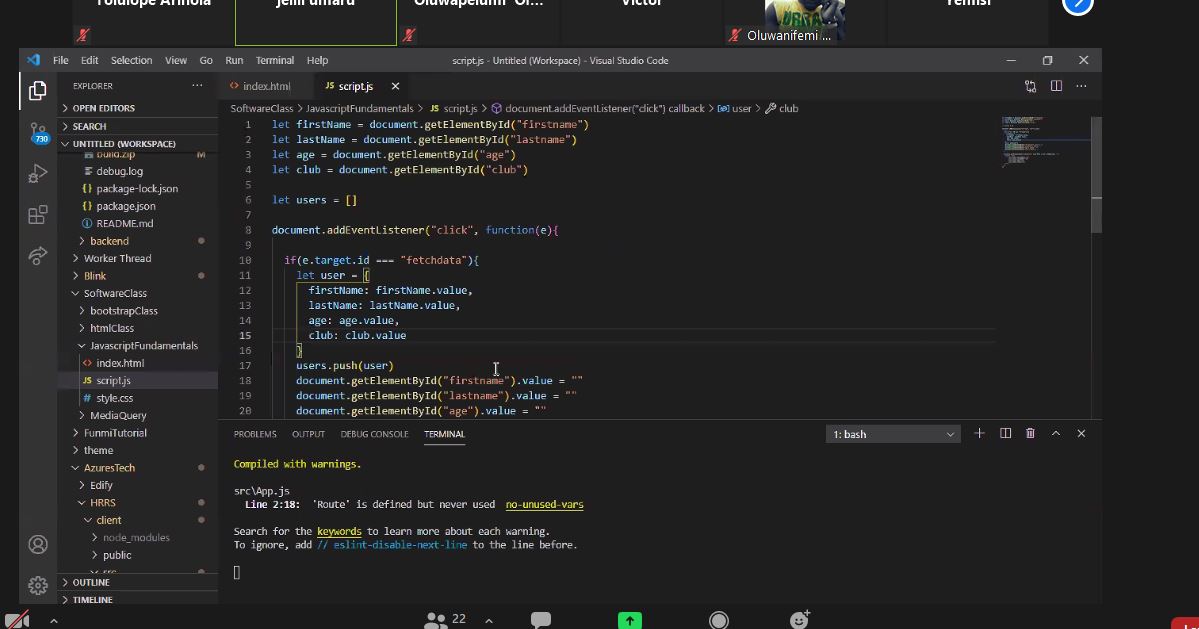 Tolulope Arinola
jemi umaru
Oluwapelumi Ol...
Victor
Yemisi
Oluwanifemi ...
File Edit Selection View Go Run Terminal Help
script.js - Untitled (Workspace) - Visual Studio Code
EXPLORER ...
OPEN EDITORS
SEARCH
UNTITLED (WORKSPACE)
build.zip M
debug.log
{} package-lock.json
{} package.json
README.md
backend
Worker Thread
Blink
SoftwareClass
bootstrapClass
htmlClass
JavascriptFundamentals
<> index.html
JS script.js
# style.css
MediaQuery
FunmiTutorial
theme
AzuresTech
Edify
HRRS
client
node_modules
public
src
OUTLINE
TIMELINE
730
<> index.html
JS script.js
SoftwareClass > JavascriptFundamentals > JS script.js > document.addEventListener("click") callback > user > club
1 let firstName = document.getElementById("firstname")
2 let lastName = document.getElementById("lastname")
3 let age = document.getElementById("age")
4 let club = document.getElementById("club")
5
6 let users = []
7
8 document.addEventListener("click", function(e){
9
10 if(e.target.id === "fetchdata"){
11 let user = {
12 firstName: firstName.value,
13 lastName: lastName.value,
14 age: age.value,
15 club: club.value
16 }
17 users.push(user)
18 document.getElementById("firstname").value = ""
19 document.getElementById("lastname").value = ""
20 document.getElementById("age").value = ""
PROBLEMS OUTPUT DEBUG CONSOLE TERMINAL
1: bash
Compiled with warnings.
src\App.js
Line 2:18: 'Route' is defined but never used no-unused-vars
Search for the keywords to learn more about each warning.
To ignore, add // eslint-disable-next-line to the line before.
22